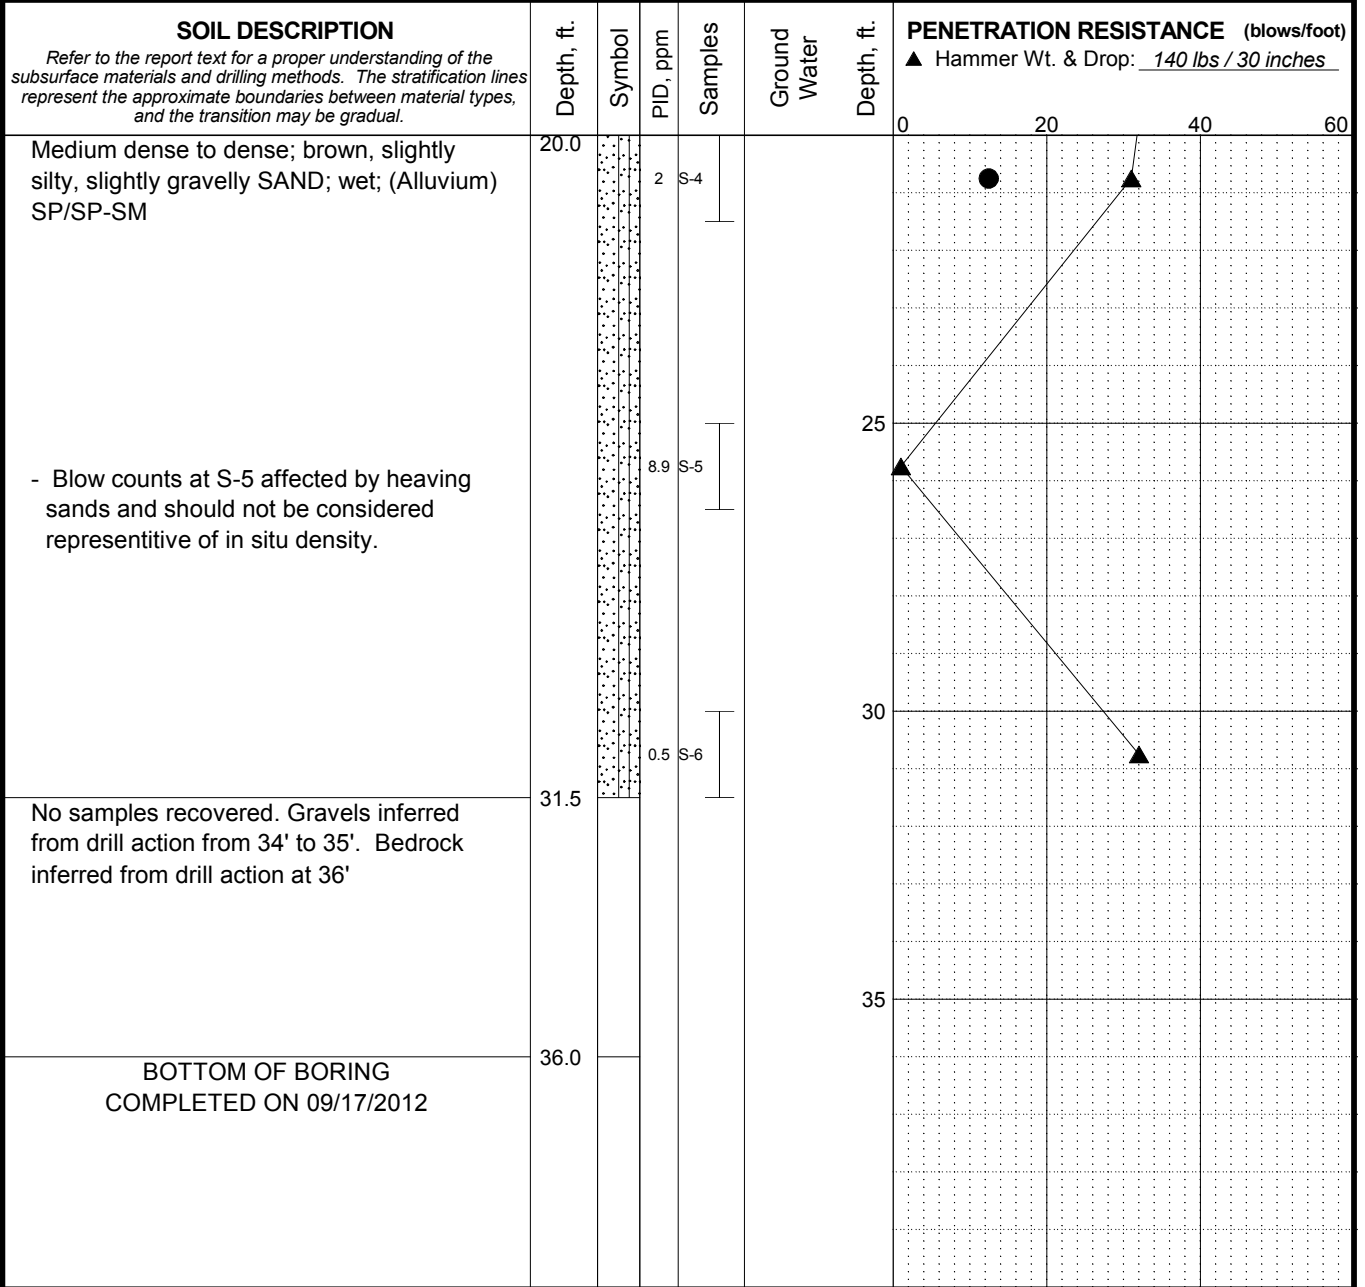 SOIL DESCRIPTION
Refer to the report text for a proper understanding of the
subsurface materials and drilling methods. The stratification lines
represent the approximate boundaries between material types,
and the transition may be gradual.
Depth, ft.
Symbol
PID, ppm
Samples
Ground
Water
Depth, ft.
PENETRATION RESISTANCE (blows/foot)
▲ Hammer Wt. & Drop: 140 lbs / 30 inches
0 20 40 60
Medium dense to dense; brown, slightly
silty, slightly gravelly SAND; wet; (Alluvium)
SP/SP-SM
20.0
2 S-4
25
- Blow counts at S-5 affected by heaving
sands and should not be considered
representitive of in situ density.
8.9 S-5
30
0.5 S-6
31.5
No samples recovered. Gravels inferred
from drill action from 34' to 35'. Bedrock
inferred from drill action at 36'
35
36.0
BOTTOM OF BORING
COMPLETED ON 09/17/2012